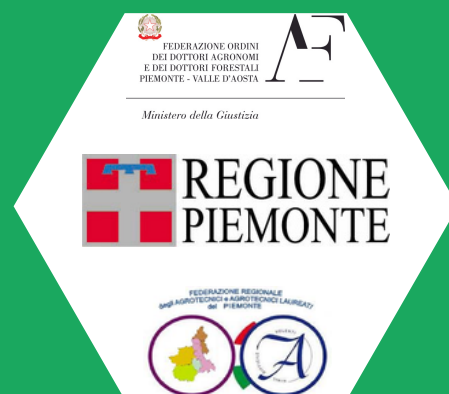 FEDERAZIONE ORDINI
DEI DOTTORI AGRONOMI
E DEI DOTTORI FORESTALI
PIEMONTE - VALLE D'AOSTA
Ministero della Giustizia
REGIONE
PIEMONTE
FEDERAZIONE REGIONALE
degli AGROTECNICI e AGROTECNICI LAUREATI
del PIEMONTE